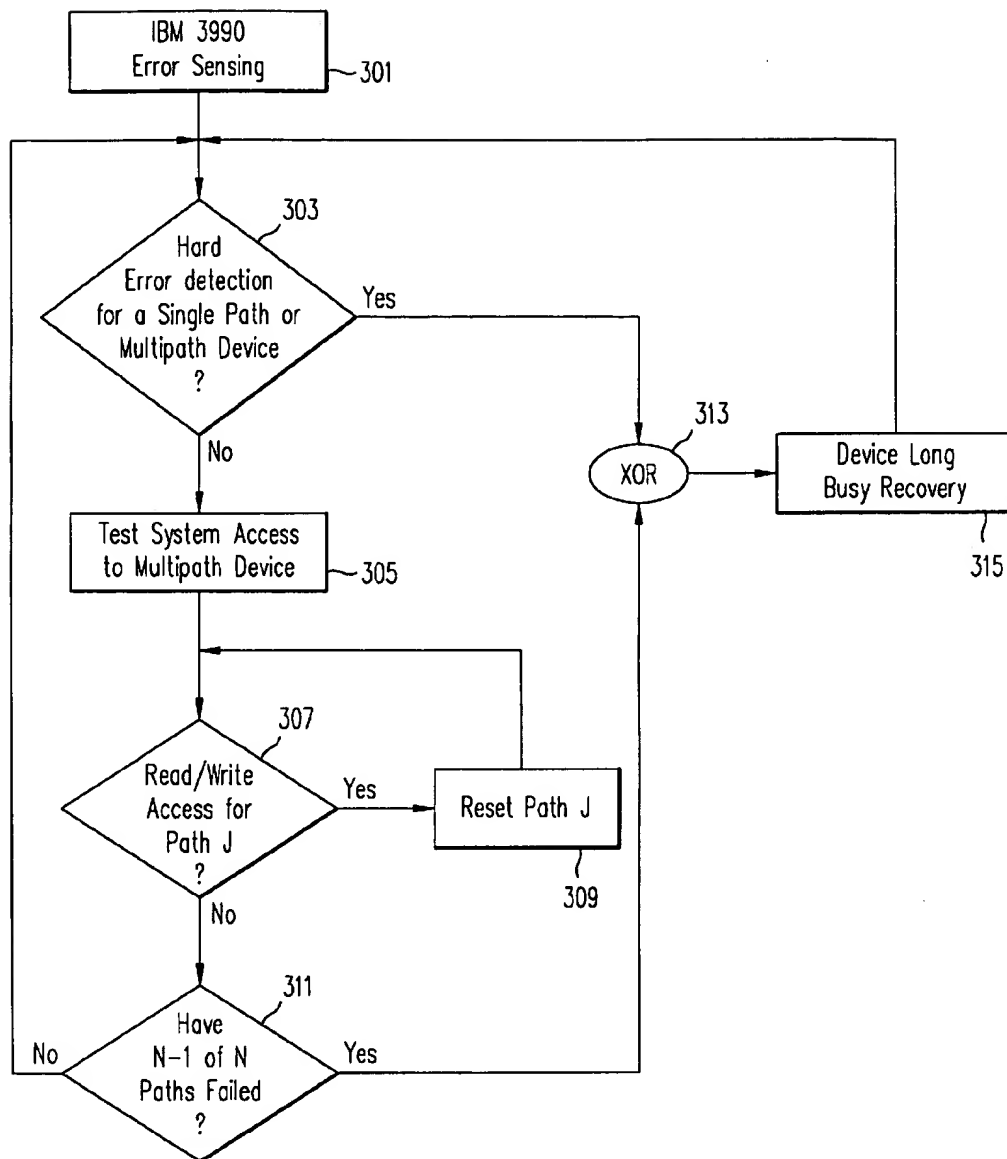 IBM 3990
Error Sensing
301
303
Hard
Error detection
for a Single Path or
Multipath Device
?
Yes
No
313
XOR
Device Long
Busy Recovery
315
Test System Access
to Multipath Device
305
307
Read/Write
Access for
Path J
?
Yes
Reset Path J
309
No
311
Have
N-1 of N
Paths Failed
?
No
Yes